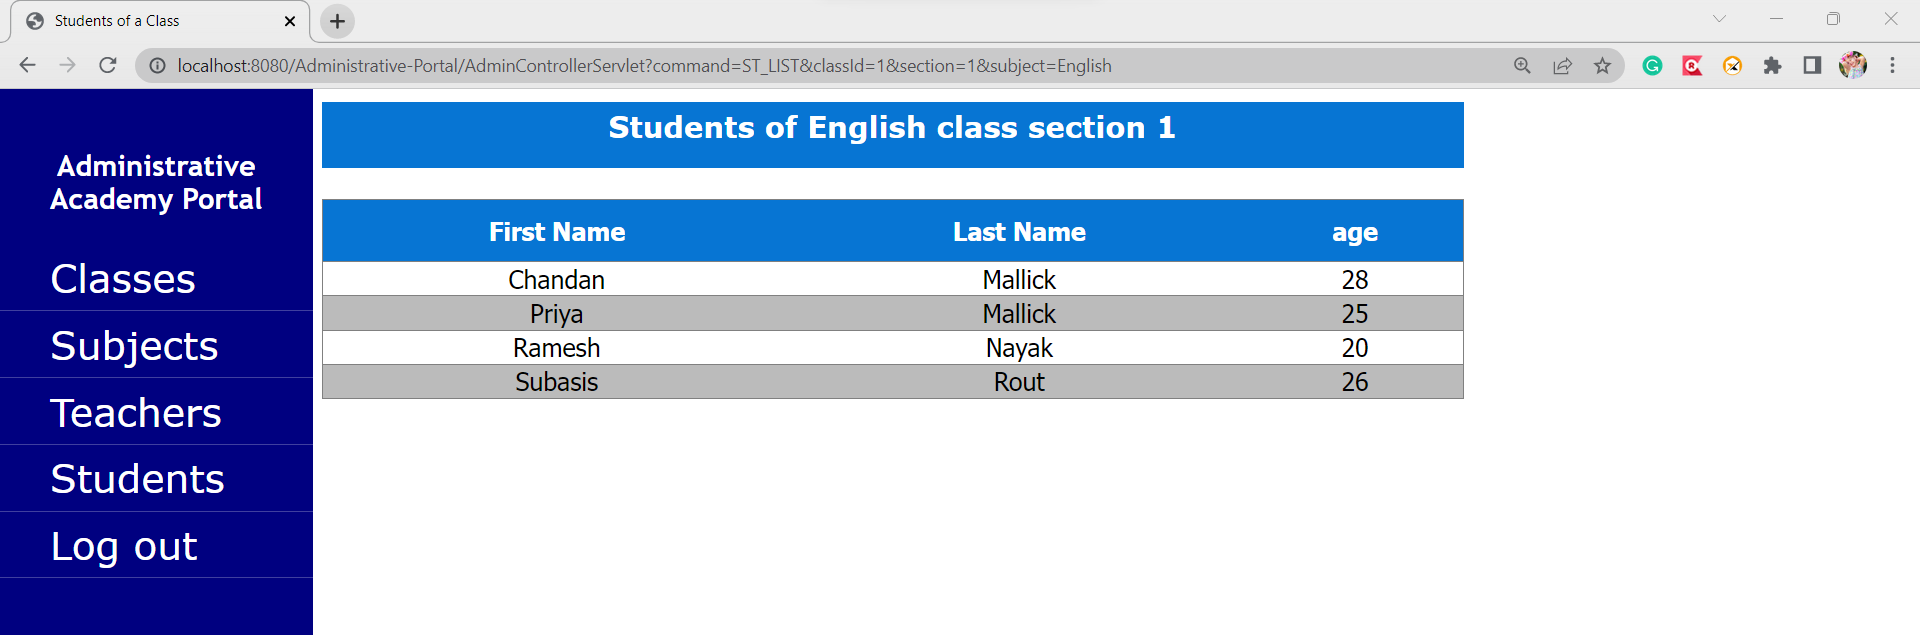 Students of a Class
localhost:8080/Administrative-Portal/AdminControllerServlet?command=ST_LIST&classId=1&section=1&subject=English
Administrative
Academy Portal
Classes
Subjects
Teachers
Students
Log out
Students of English class section 1
First Name Last Name age
Chandan Mallick 28
Priya Mallick 25
Ramesh Nayak 20
Subasis Rout 26